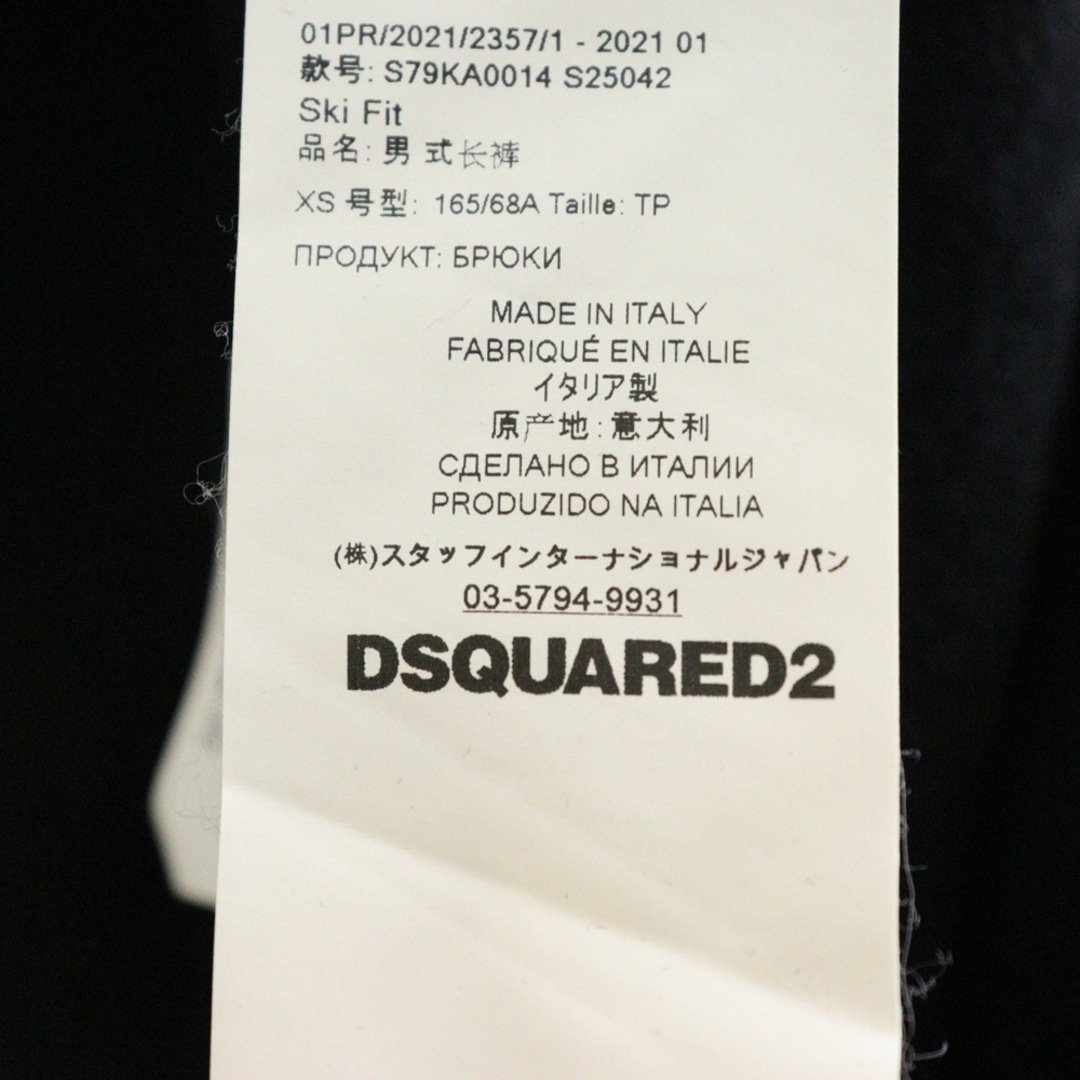 01PR/2021/2357/1 - 2021 01
款号: S79KA0014 S25042
Ski Fit
品名: 男式长裤
XS 号型: 165/68A Taille: TP
ПРОДУКТ: БРЮКИ
MADE IN ITALY
FABRIQUÉ EN ITALIE
イタリア製
原产地:意大利
СДЕЛАНО В ИТАЛИИ
PRODUZIDO NA ITALIA
(株)スタッフインターナショナルジャパン
03-5794-9931
DSQUARED2